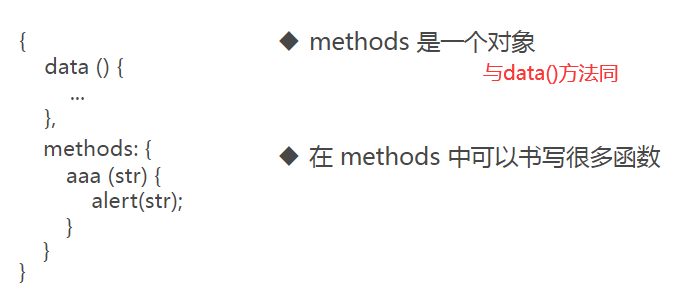 {
data () {
...
},
methods: {
aaa (str) {
alert(str);
}
}
}
◆ methods 是一个对象
与data()方法同
◆ 在 methods 中可以书写很多函数